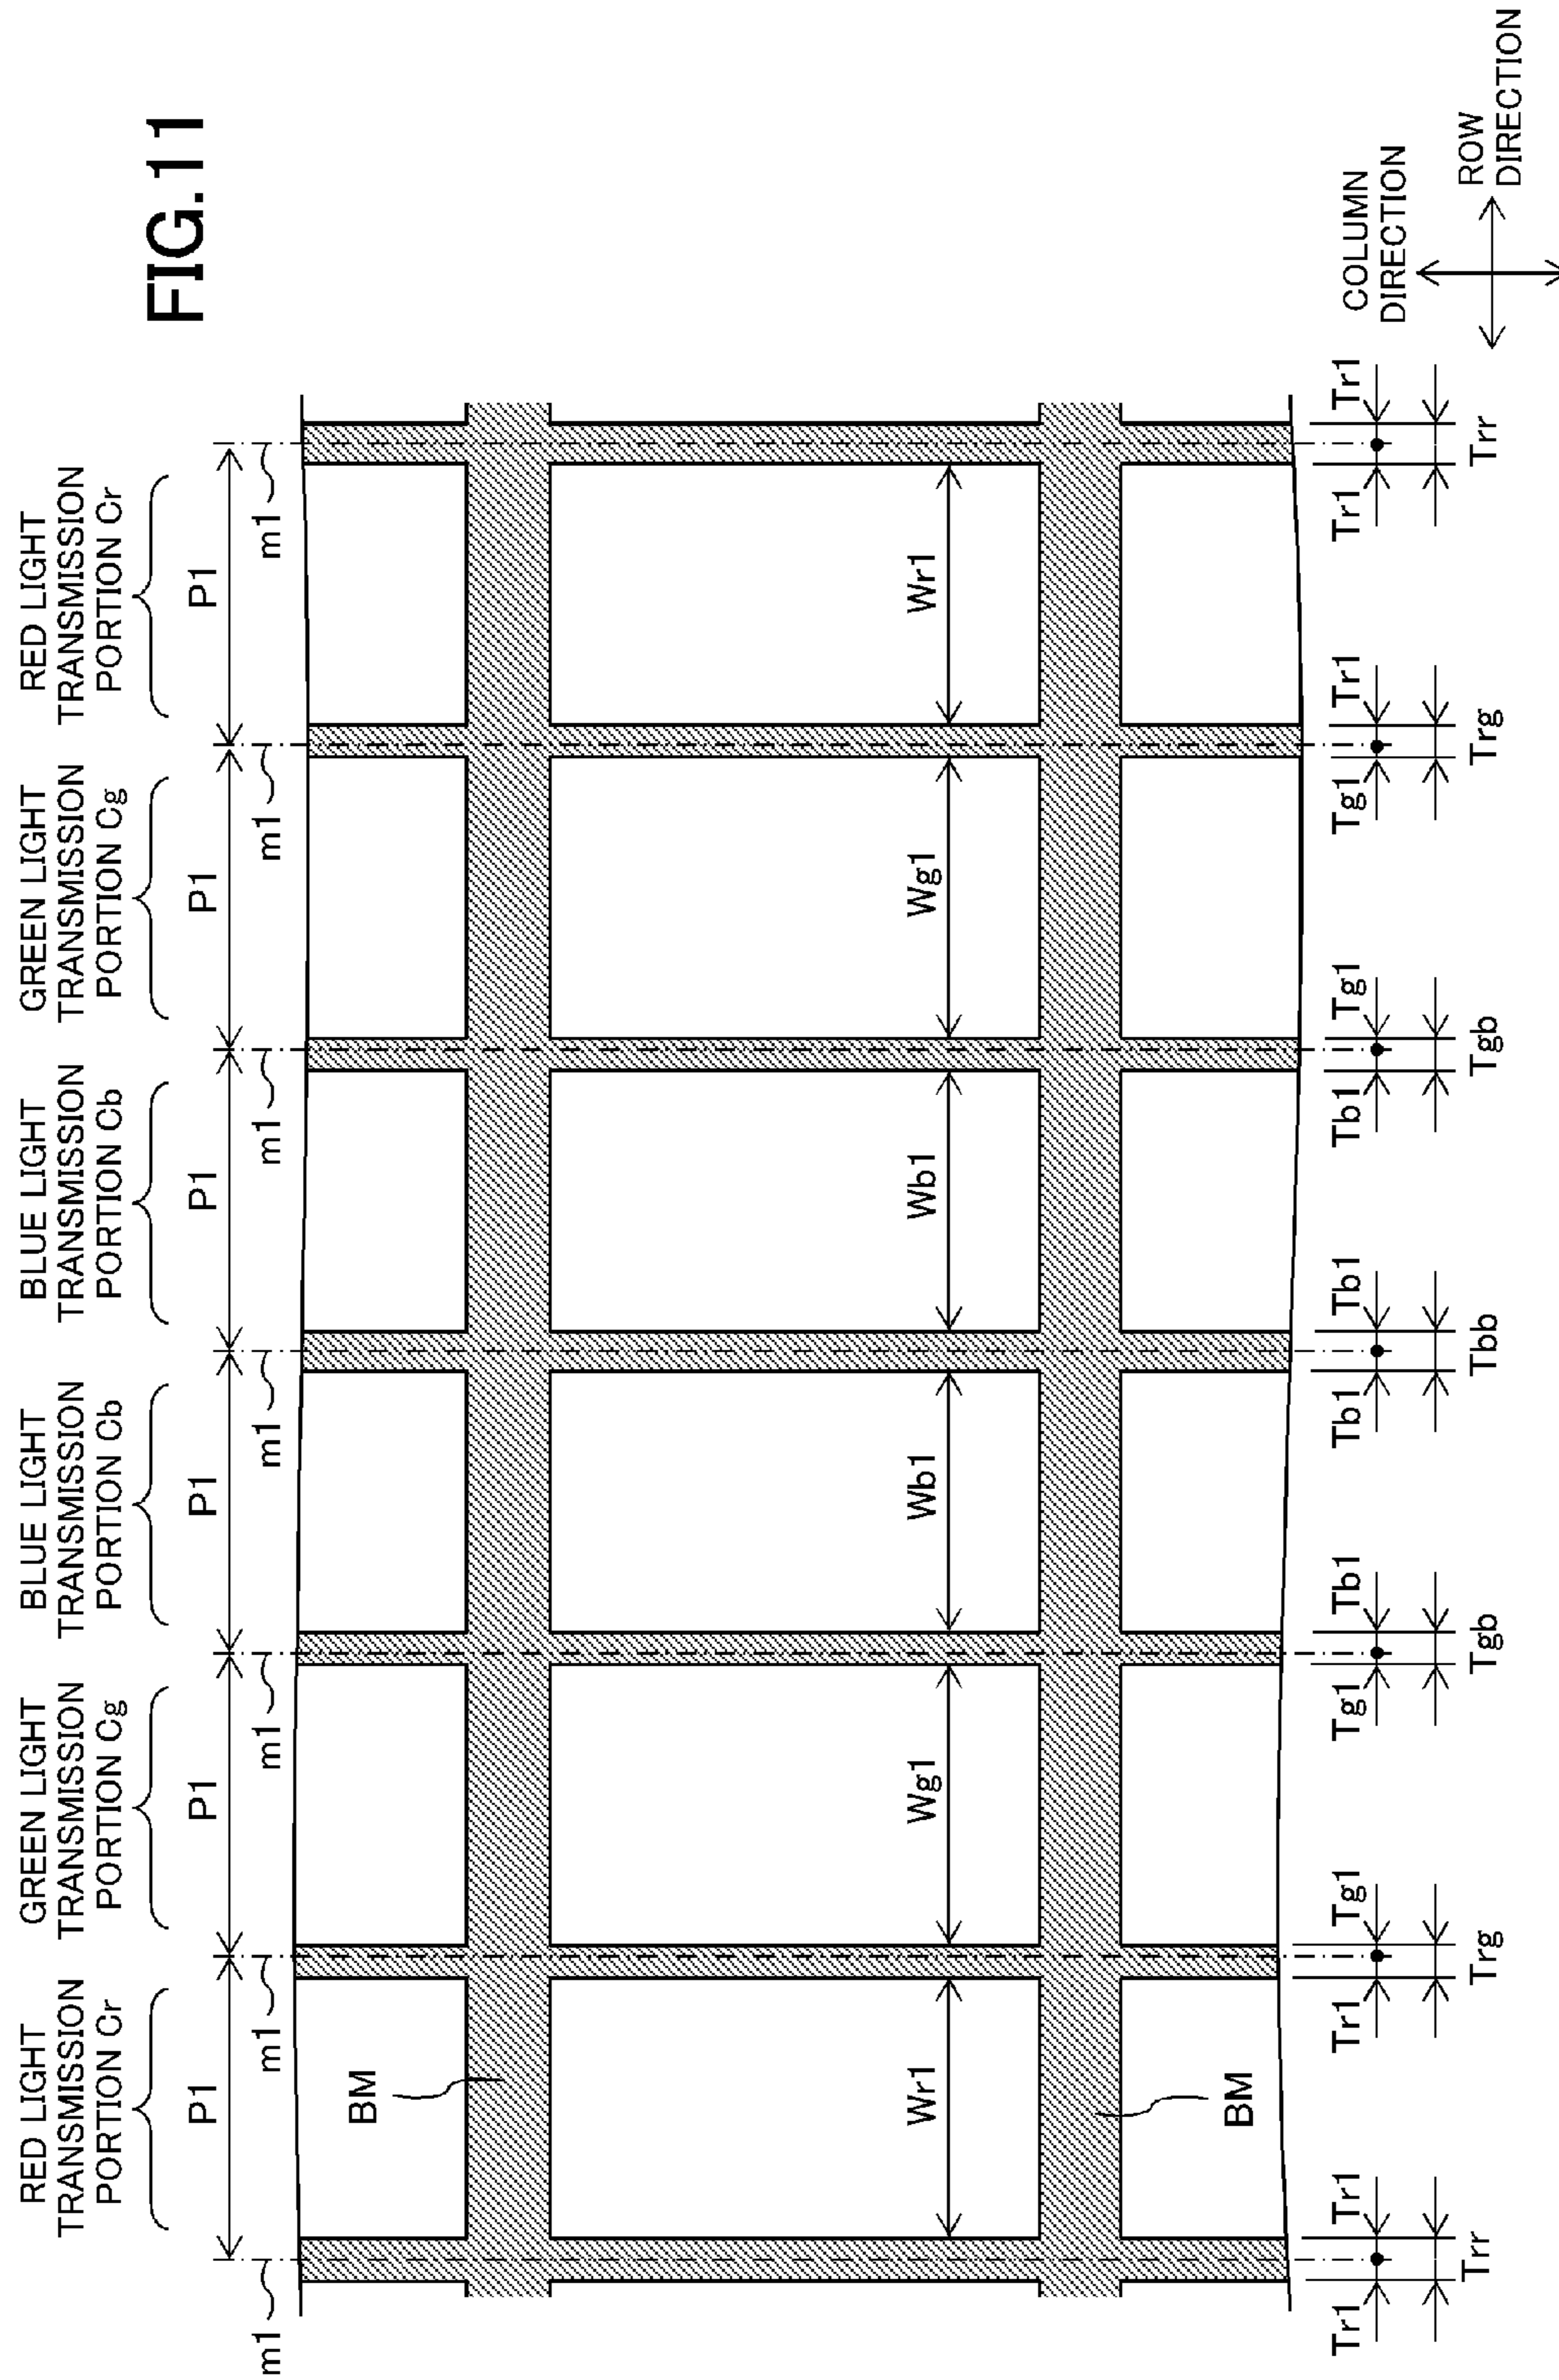 FIG.11
RED LIGHT
TRANSMISSION
PORTION Cr
GREEN LIGHT
TRANSMISSION
PORTION Cg
BLUE LIGHT
TRANSMISSION
PORTION Cb
BLUE LIGHT
TRANSMISSION
PORTION Cb
GREEN LIGHT
TRANSMISSION
PORTION Cg
RED LIGHT
TRANSMISSION
PORTION Cr
P1 P1 P1 P1 P1 P1
m1 m1 m1 m1 m1 m1 m1
BM
Wr1 Wg1 Wb1 Wb1 Wg1 Wr1
BM
Tr1 Tr1 Tr1 Tg1 Tg1 Tb1 Tb1 Tb1 Tb1 Tg1 Tg1 Tr1 Tr1 Tr1
Trr Trg Tgb Tbb Tgb Trg Trr
COLUMN
DIRECTION
ROW
DIRECTION